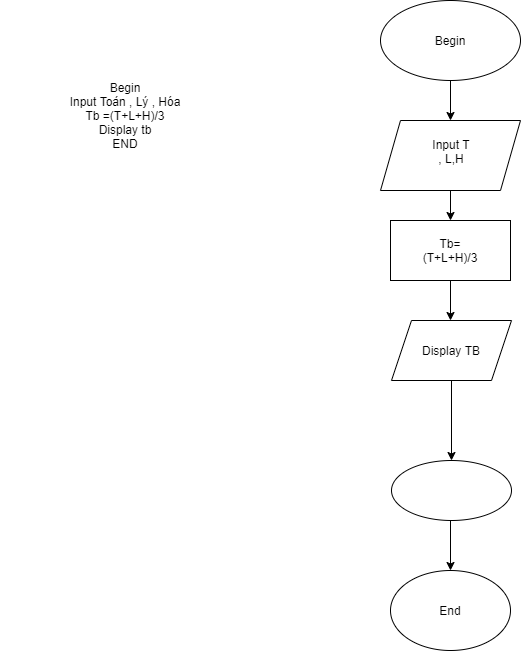 Begin
Input Toán , Lý , Hóa
Tb =(T+L+H)/3
Display tb
END
Begin
Input T
, L,H
Tb=
(T+L+H)/3
Display TB
End